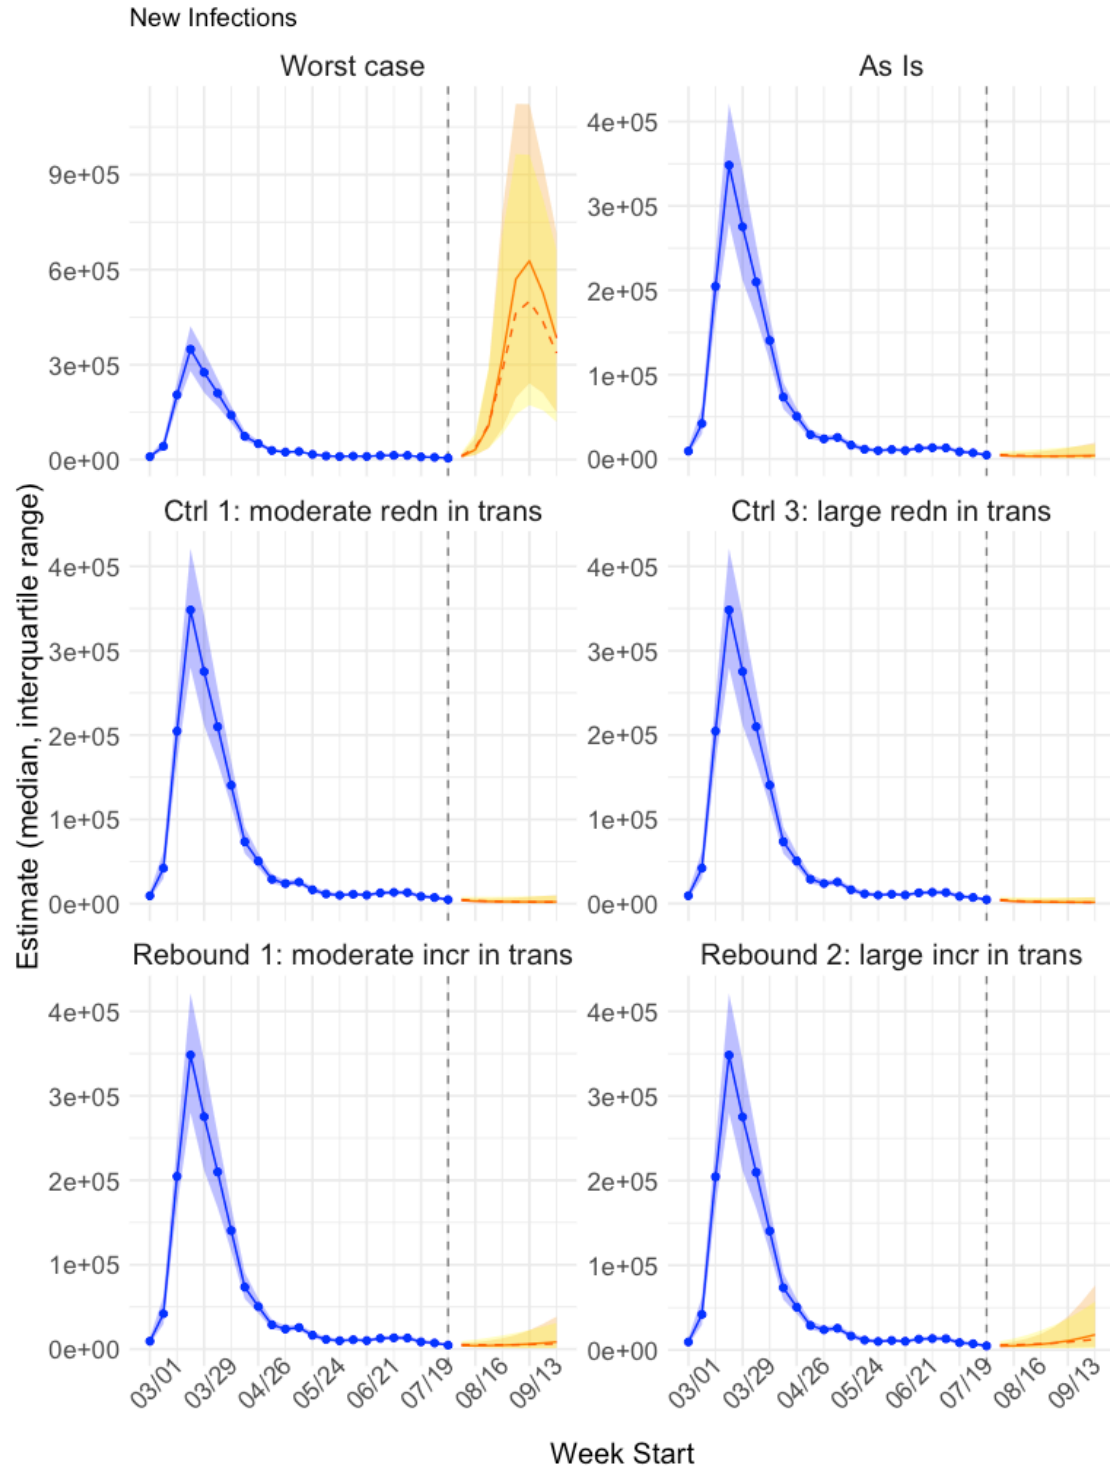 New Infections
Worst case
As Is
9e+05
6e+05
3e+05
0e+00
4e+05
3e+05
2e+05
1e+05
0e+00
Estimate (median, interquartile range)
Ctrl 1: moderate redn in trans
Ctrl 3: large redn in trans
4e+05
3e+05
2e+05
1e+05
0e+00
4e+05
3e+05
2e+05
1e+05
0e+00
Rebound 1: moderate incr in trans
Rebound 2: large incr in trans
4e+05
3e+05
2e+05
1e+05
0e+00
4e+05
3e+05
2e+05
1e+05
0e+00
03/01 03/29 04/26 05/24 06/21 07/19 08/16 09/13
03/01 03/29 04/26 05/24 06/21 07/19 08/16 09/13
Week Start